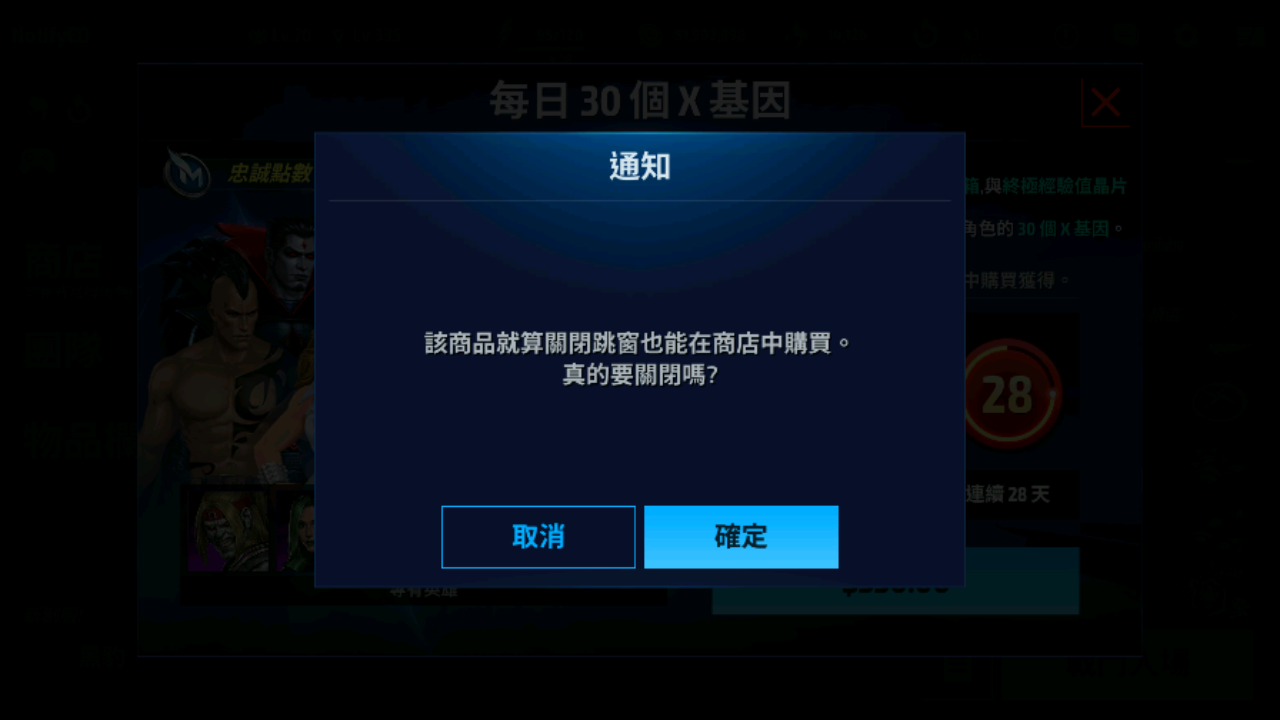 每日 30 個 X 基因
通知
忠誠點數
箱,與終極經驗值晶片
角色的 30 個 X 基因。
中購買獲得。
商店
該商品就算關閉跳窗也能在商店中購買。
真的要關閉嗎?
28
連續 28 天
取消
確定